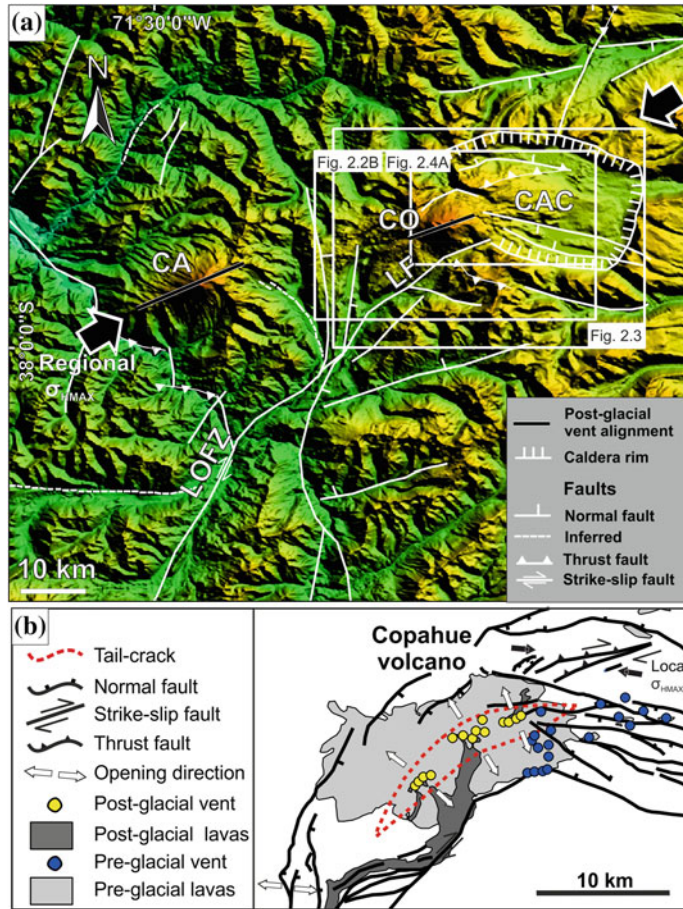 (a)
71°30'0"W
N
Fig. 2.2B
Fig. 2.4A
CAC
CO
CA
LF
38°0'0"S
Regional
σHMAX
Fig. 2.3
LOFZ
10 km
Post-glacial
vent alignment
Caldera rim
Faults
Normal fault
Inferred
Thrust fault
Strike-slip fault
(b)
Tail-crack
Normal fault
Strike-slip fault
Thrust fault
Opening direction
Post-glacial vent
Post-glacial lavas
Pre-glacial vent
Pre-glacial lavas
Copahue
volcano
Loca
σHMAX
10 km